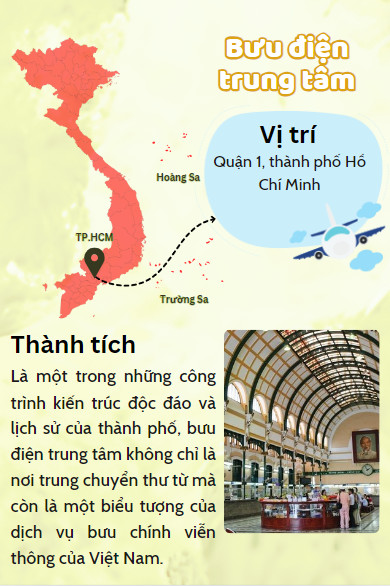 Bưu điện
trung tâm
Vị trí
Quận 1, thành phố Hồ
Chí Minh
Hoàng Sa
TP.HCM
Trường Sa
Thành tích
Là một trong những công
trình kiến trúc độc đáo và
lịch sử của thành phố, bưu
điện trung tâm không chỉ là
nơi trung chuyển thư từ mà
còn là một biểu tượng của
dịch vụ bưu chính viễn
thông của Việt Nam.